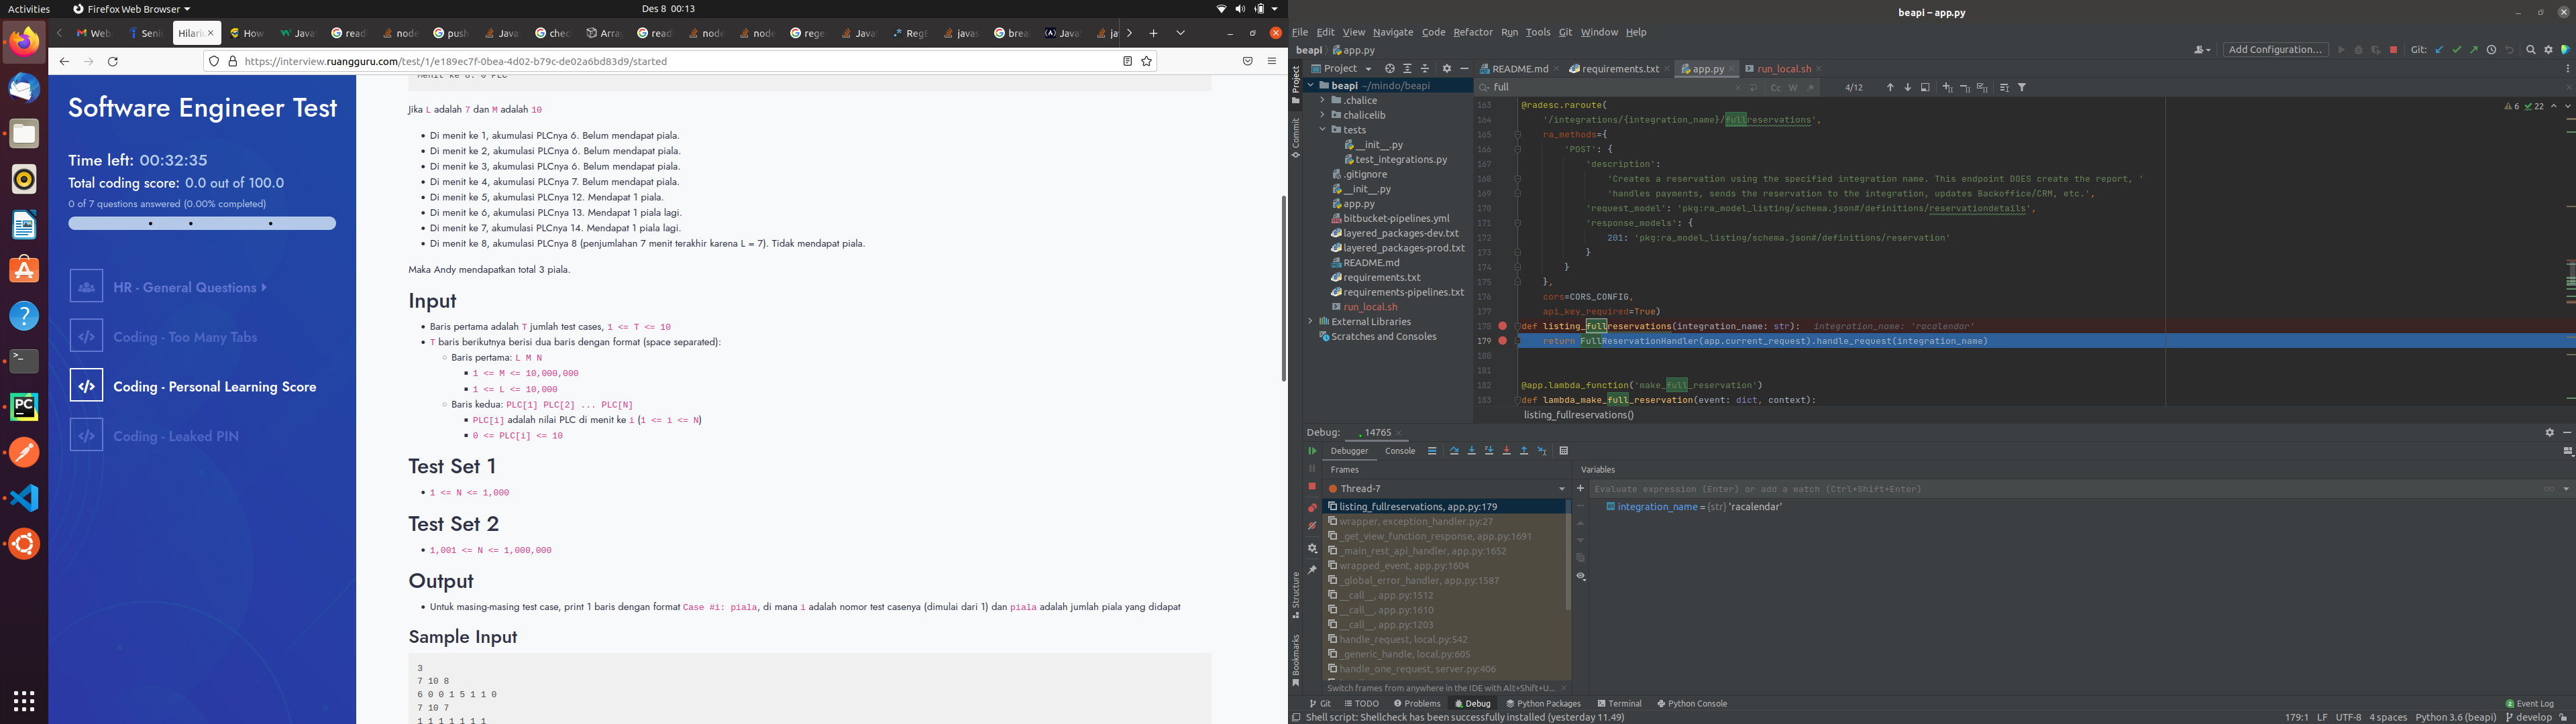 Activities
Firefox Web Browser
Des 8 00:13
Web
Senio
Hilariu
How
Java
read
node
push
Java
chec
Arra
read
node
node
rege
Java
RegE
javas
brea
Java
ja
https://interview.ruangguru.com/test/1/e189ec7f-0bea-4d02-b79c-de02a6bd83d9/started
Software Engineer Test
Time left: 00:32:35
Total coding score: 0.0 out of 100.0
0 of 7 questions answered (0.00% completed)
HR - General Questions
Coding - Too Many Tabs
Coding - Personal Learning Score
Coding - Leaked PIN
Menit ke 8: 0 PLC
Jika L adalah 7 dan M adalah 10
Di menit ke 1, akumulasi PLCnya 6. Belum mendapat piala.
Di menit ke 2, akumulasi PLCnya 6. Belum mendapat piala.
Di menit ke 3, akumulasi PLCnya 6. Belum mendapat piala.
Di menit ke 4, akumulasi PLCnya 7. Belum mendapat piala.
Di menit ke 5, akumulasi PLCnya 12. Mendapat 1 piala.
Di menit ke 6, akumulasi PLCnya 13. Mendapat 1 piala lagi.
Di menit ke 7, akumulasi PLCnya 14. Mendapat 1 piala lagi.
Di menit ke 8, akumulasi PLCnya 8 (penjumlahan 7 menit terakhir karena L = 7). Tidak mendapat piala.
Maka Andy mendapatkan total 3 piala.
Input
Baris pertama adalah T jumlah test cases, 1 <= T <= 10
T baris berikutnya berisi dua baris dengan format (space separated):
Baris pertama: L M N
1 <= M <= 10,000,000
1 <= L <= 10,000
Baris kedua: PLC[1] PLC[2] ... PLC[N]
PLC[i] adalah nilai PLC di menit ke i (1 <= i <= N)
0 <= PLC[i] <= 10
Test Set 1
1 <= N <= 1,000
Test Set 2
1,001 <= N <= 1,000,000
Output
Untuk masing-masing test case, print 1 baris dengan format Case #i: piala, di mana i adalah nomor test casenya (dimulai dari 1) dan piala adalah jumlah piala yang didapat
Sample Input
3
7 10 8
6 0 0 1 5 1 1 0
7 10 7
1 1 1 1 1 1 1
beapi – app.py
File Edit View Navigate Code Refactor Run Tools Git Window Help
beapi
app.py
Add Configuration...
Git:
Project
Commit
Structure
Bookmarks
Project
beapi ~/mindo/beapi
.chalice
chalicelib
tests
__init__.py
test_integrations.py
.gitignore
__init__.py
app.py
bitbucket-pipelines.yml
layered_packages-dev.txt
layered_packages-prod.txt
README.md
requirements.txt
requirements-pipelines.txt
run_local.sh
External Libraries
Scratches and Consoles
README.md
requirements.txt
app.py
run_local.sh
full
Cc
W
.*
4/12
6
22
163 @radesc.raroute(
164 '/integrations/{integration_name}/fullreservations',
165 ra_methods={
166 'POST': {
167 'description':
168 'Creates a reservation using the specified integration name. This endpoint DOES create the report, '
169 'handles payments, sends the reservation to the integration, updates Backoffice/CRM, etc.',
170 'request_model': 'pkg:ra_model_listing/schema.json#/definitions/reservationdetails',
171 'response_models': {
172 201: 'pkg:ra_model_listing/schema.json#/definitions/reservation'
173 }
174 }
175 },
176 cors=CORS_CONFIG,
177 api_key_required=True)
178 def listing_fullreservations(integration_name: str): integration_name: 'racalendar'
179 return FullReservationHandler(app.current_request).handle_request(integration_name)
180
181
182 @app.lambda_function('make_full_reservation')
183 def lambda_make_full_reservation(event: dict, context):
listing_fullreservations()
Debug:
14765
Debugger
Console
Frames
Variables
Thread-7
Evaluate expression (Enter) or add a watch (Ctrl+Shift+Enter)
listing_fullreservations, app.py:179
integration_name = {str} 'racalendar'
wrapper, exception_handler.py:27
_get_view_function_response, app.py:1691
_main_rest_api_handler, app.py:1652
wrapped_event, app.py:1604
_global_error_handler, app.py:1587
__call__, app.py:1512
__call__, app.py:1610
__call__, app.py:1203
handle_request, local.py:542
_generic_handle, local.py:605
handle_one_request, server.py:406
Switch frames from anywhere in the IDE with Alt+Shift+U...
Git
TODO
Problems
Debug
Python Packages
Terminal
Python Console
2 Event Log
Shell script: Shellcheck has been successfully installed (yesterday 11.49)
179:1 LF UTF-8 4 spaces Python 3.6 (beapi) develop